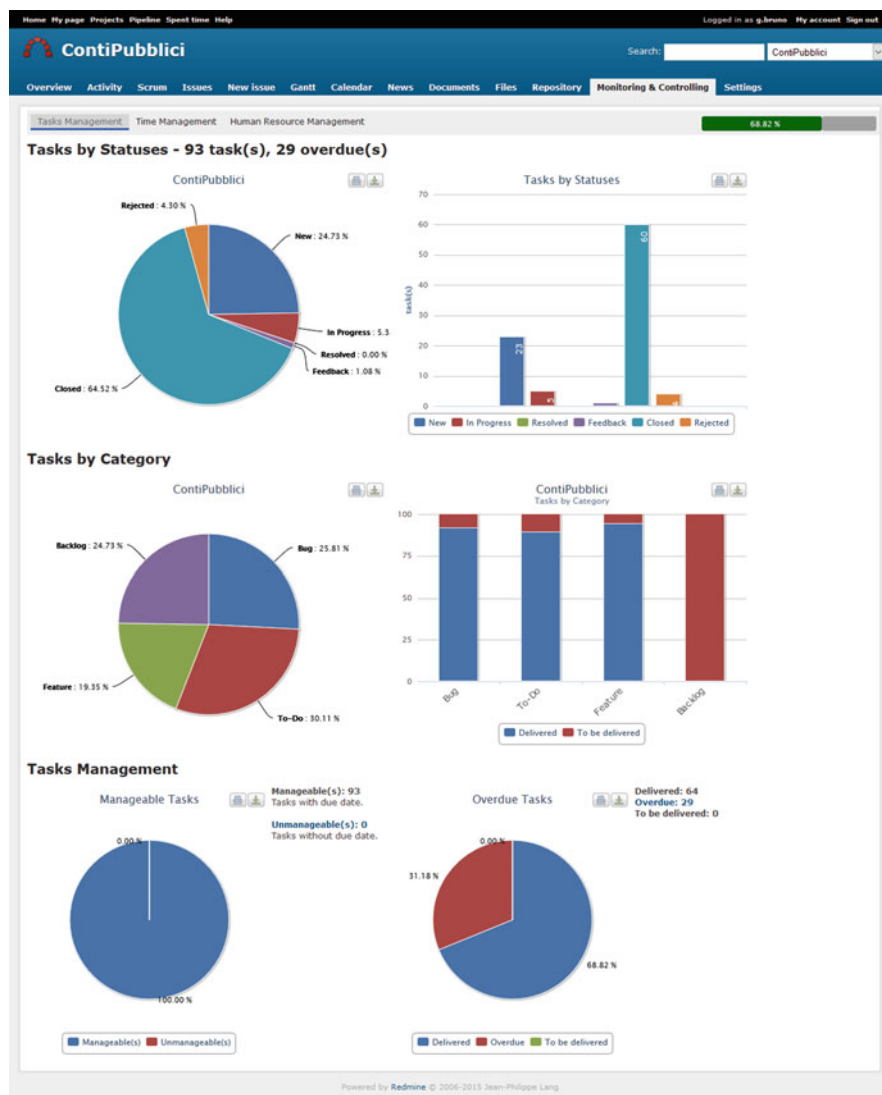 Home My page Projects Pipeline Spent time Help Logged in as g.bruno My account Sign out
ContiPubblici
Search: ContiPubblici
Overview Activity Scrum Issues New issue Gantt Calendar News Documents Files Repository Monitoring & Controlling Settings
Tasks Management Time Management Human Resource Management 68.82 %
Tasks by Statuses - 93 task(s), 29 overdue(s)
ContiPubblici
Rejected : 4.30 %
New : 24.73 %
In Progress : 5.3
Resolved : 0.00 %
Feedback : 1.08 %
Closed : 64.52 %
Tasks by Statuses
task(s)
70
60
50
40
30
20
10
0
23
5
60
4
New In Progress Resolved Feedback Closed Rejected
Tasks by Category
ContiPubblici
Backlog : 24.73 %
Bug : 25.81 %
Feature : 19.35 %
To-Do : 30.11 %
ContiPubblici
Tasks by Category
100
75
50
25
0
Bug To-Do Feature Backlog
Delivered To be delivered
Tasks Management
Manageable Tasks
Manageable(s): 93
Tasks with due date.
Unmanageable(s): 0
Tasks without due date.
0.00 %
100.00 %
Manageable(s) Unmanageable(s)
Overdue Tasks
Delivered: 64
Overdue: 29
To be delivered: 0
0.00 %
31.18 %
68.82 %
Delivered Overdue To be delivered
Powered by Redmine © 2006-2015 Jean-Philippe Lang